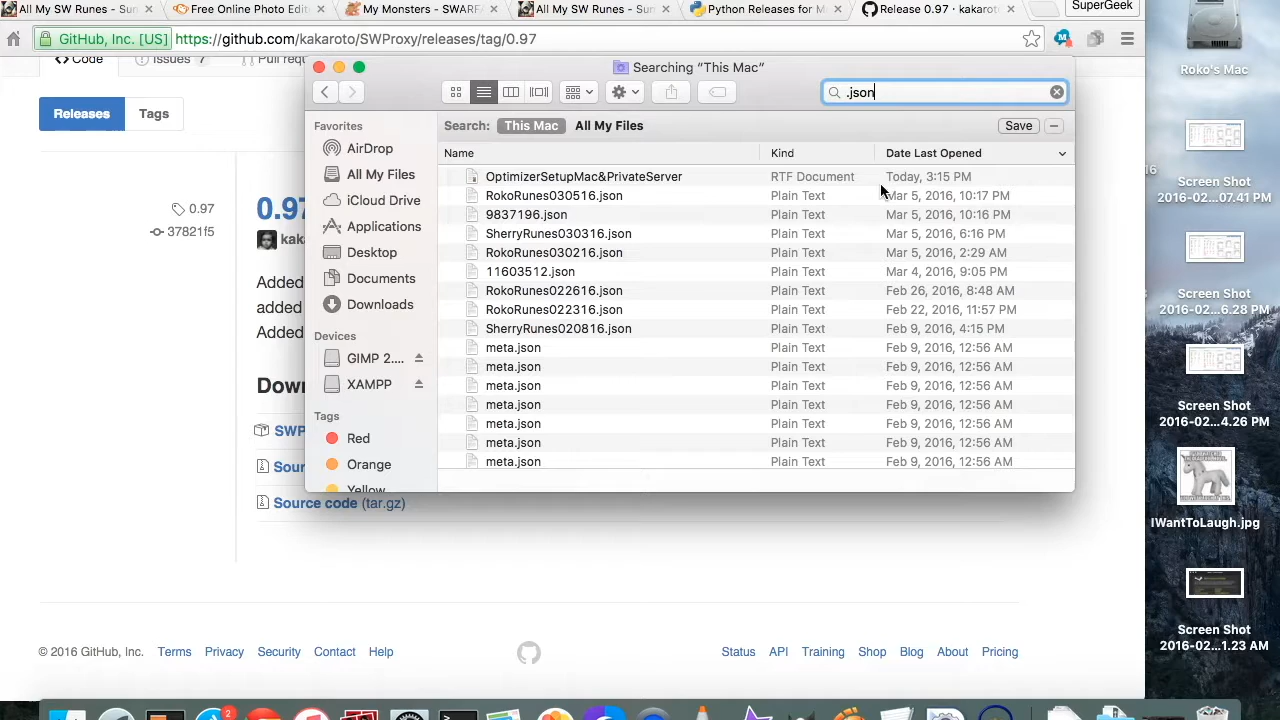 All My SW Runes - Sum
Free Online Photo Edit
My Monsters - SWARF
All My SW Runes - Sum
Python Releases for M
Release 0.97 · kakarot
SuperGeek
GitHub, Inc. [US]
https://github.com/kakaroto/SWProxy/releases/tag/0.97
Code
Issues 7
Pull requ
Releases
Tags
0.97
37821f5
0.97
kaka
Added
added
Added
Down
SWP
Sour
Source code (tar.gz)
Searching “This Mac”
.json
Search:
This Mac
All My Files
Save
Favorites
AirDrop
All My Files
iCloud Drive
Applications
Desktop
Documents
Downloads
Devices
GIMP 2....
XAMPP
Tags
Red
Orange
Yellow
Name Kind Date Last Opened
OptimizerSetupMac&PrivateServer RTF Document Today, 3:15 PM
RokoRunes030516.json Plain Text Mar 5, 2016, 10:17 PM
9837196.json Plain Text Mar 5, 2016, 10:16 PM
SherryRunes030316.json Plain Text Mar 5, 2016, 6:16 PM
RokoRunes030216.json Plain Text Mar 5, 2016, 2:29 AM
11603512.json Plain Text Mar 4, 2016, 9:05 PM
RokoRunes022616.json Plain Text Feb 26, 2016, 8:48 AM
RokoRunes022316.json Plain Text Feb 22, 2016, 11:57 PM
SherryRunes020816.json Plain Text Feb 9, 2016, 4:15 PM
meta.json Plain Text Feb 9, 2016, 12:56 AM
meta.json Plain Text Feb 9, 2016, 12:56 AM
meta.json Plain Text Feb 9, 2016, 12:56 AM
meta.json Plain Text Feb 9, 2016, 12:56 AM
meta.json Plain Text Feb 9, 2016, 12:56 AM
meta.json Plain Text Feb 9, 2016, 12:56 AM
meta.json Plain Text Feb 9, 2016, 12:56 AM
© 2016 GitHub, Inc. Terms Privacy Security Contact Help
Status API Training Shop Blog About Pricing
Roko's Mac
16
Screen Shot
2016-02...07.41 PM
Screen Shot
2016-02...6.28 PM
Screen Shot
2016-02...4.26 PM
IWantToLaugh.jpg
Screen Shot
2016-02...1.23 AM
2